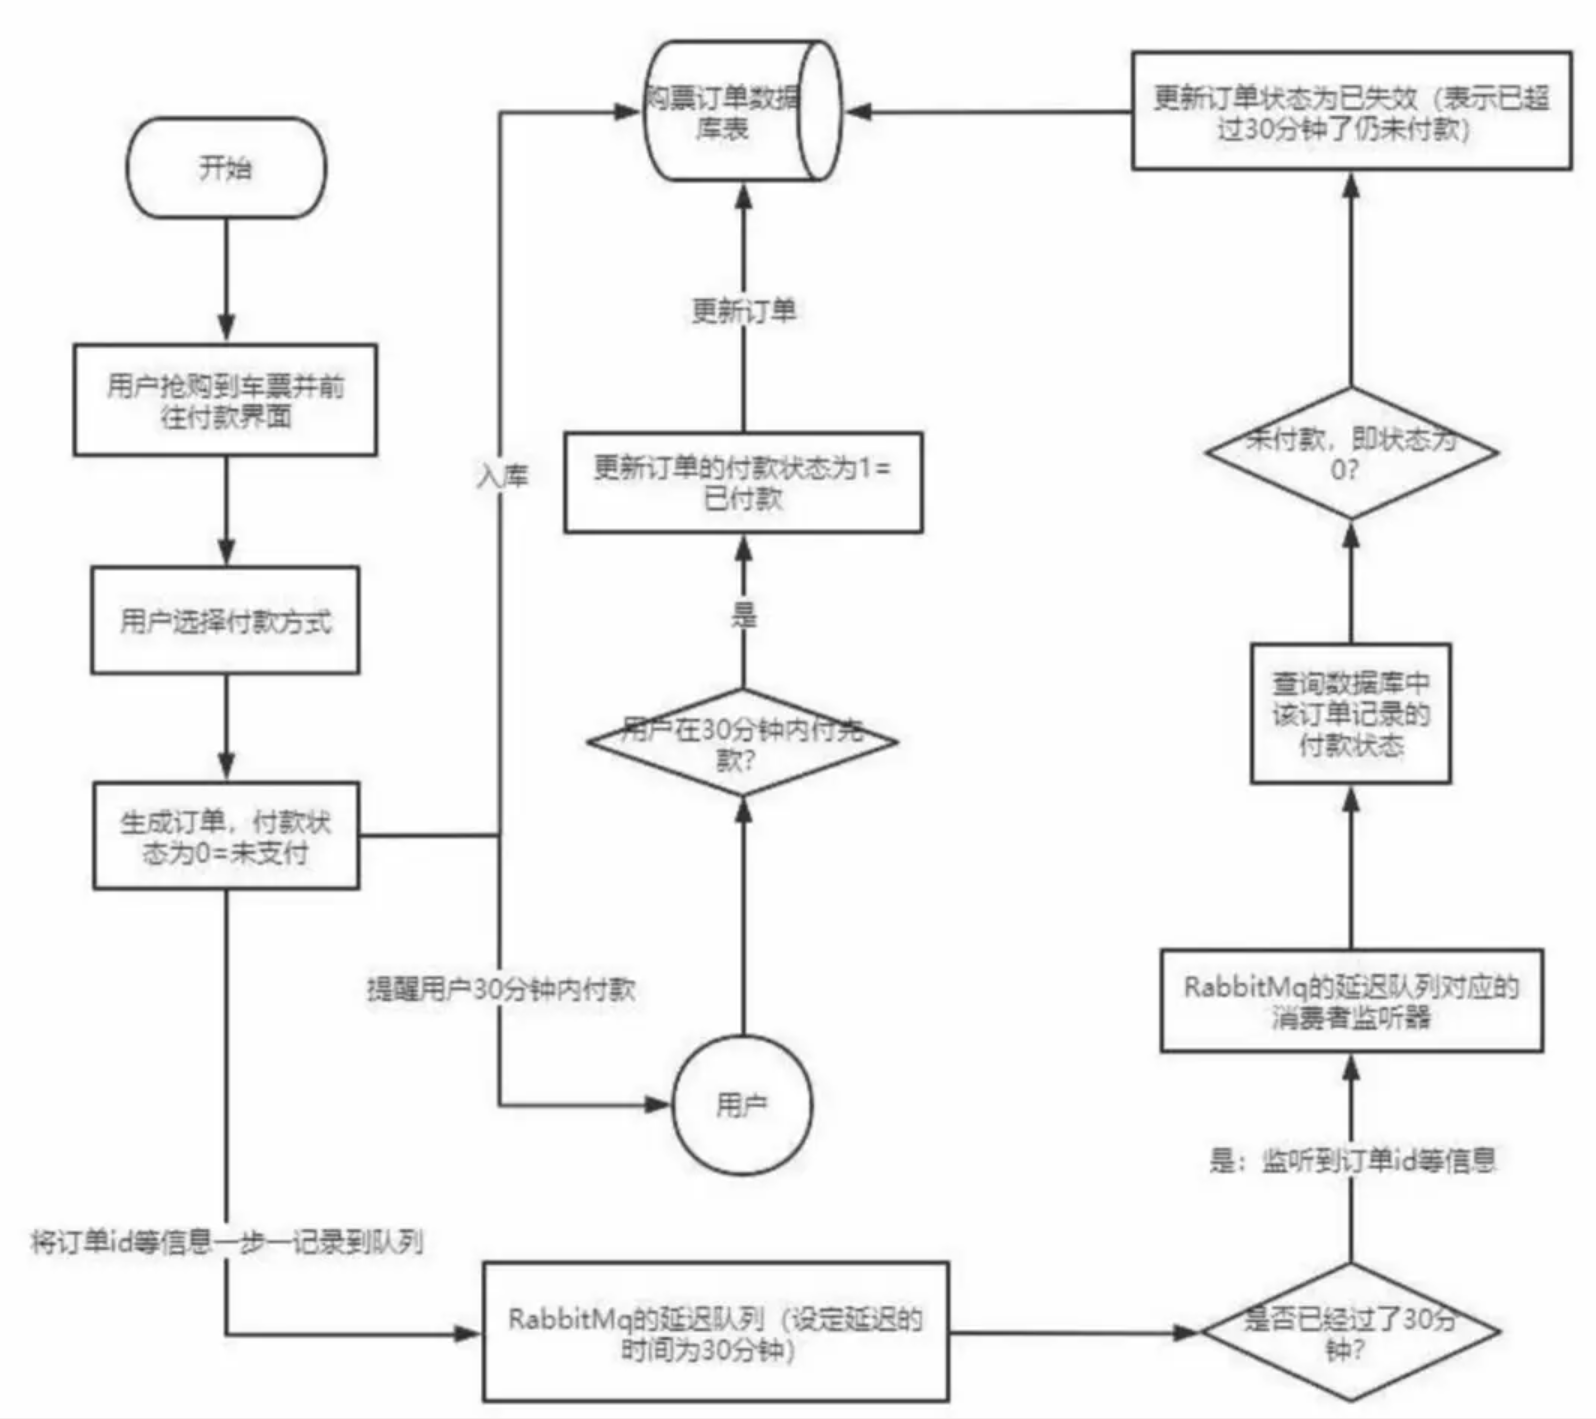 开始
用户抢购到车票并前
往付款界面
用户选择付款方式
生成订单，付款状
态为0=未支付
将订单id等信息一步一记录到队列
入库
提醒用户30分钟内付款
购票订单数据
库表
更新订单
更新订单的付款状态为1=
已付款
是
用户在30分钟内付完
款?
用户
RabbitMq的延迟队列（设定延迟的
时间为30分钟）
更新订单状态为已失效（表示已超
过30分钟了仍未付款）
未付款，即状态为
0?
查询数据库中
该订单记录的
付款状态
RabbitMq的延迟队列对应的
消费者监听器
是：监听到订单id等信息
是否已经过了30分
钟?